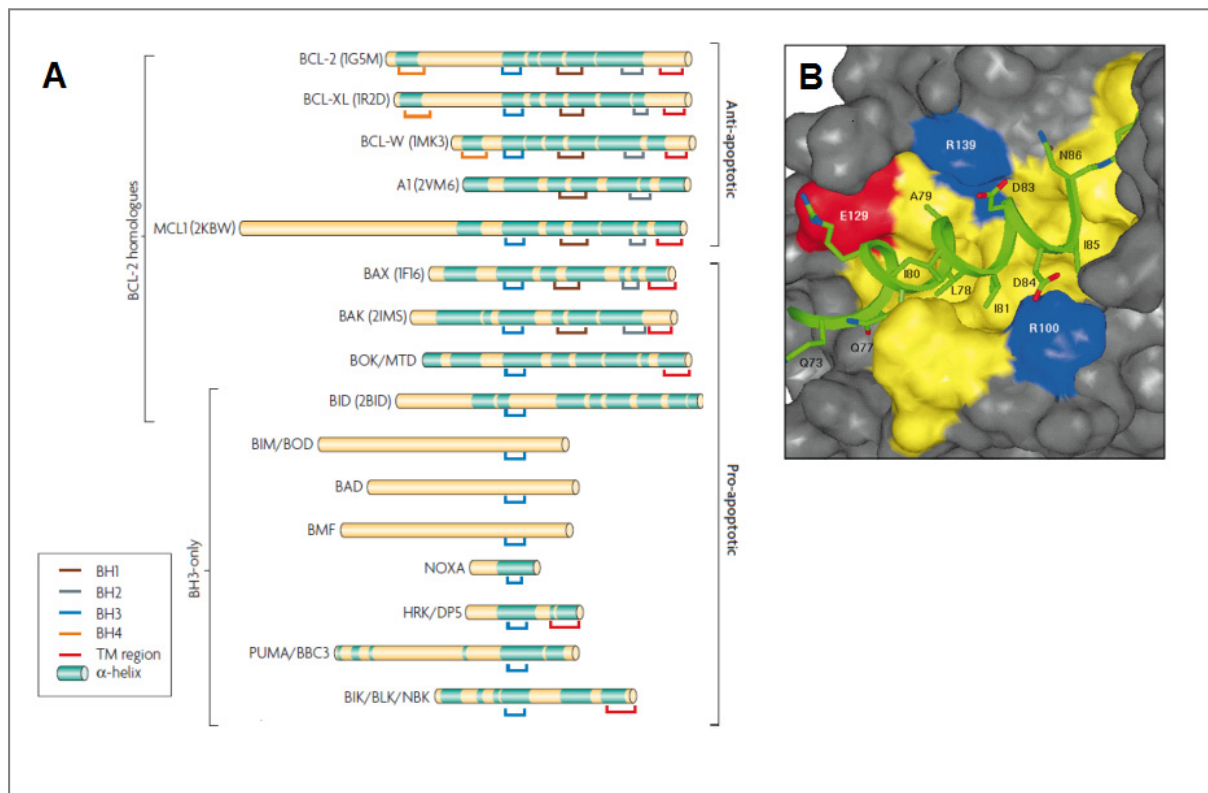 A
BCL-2 (1G5M)
BCL-XL (1R2D)
BCL-W (1MK3)
A1(2VM6)
MCL1(2KBW)
BAX (1F16)
BAK (2IMS)
BOK/MTD
BID (2BID)
BIM/BOD
BAD
BMF
NOXA
HRK/DP5
PUMA/BBC3
BIK/BLK/NBK
BCL-2 homologues
BH3-only
Anti-apoptotic
Pro-apoptotic
BH1
BH2
BH3
BH4
TM region
α-helix
B
R139
N86
D83
A79
E129
I85
I80
D84
L78
I81
R100
Q77
Q73